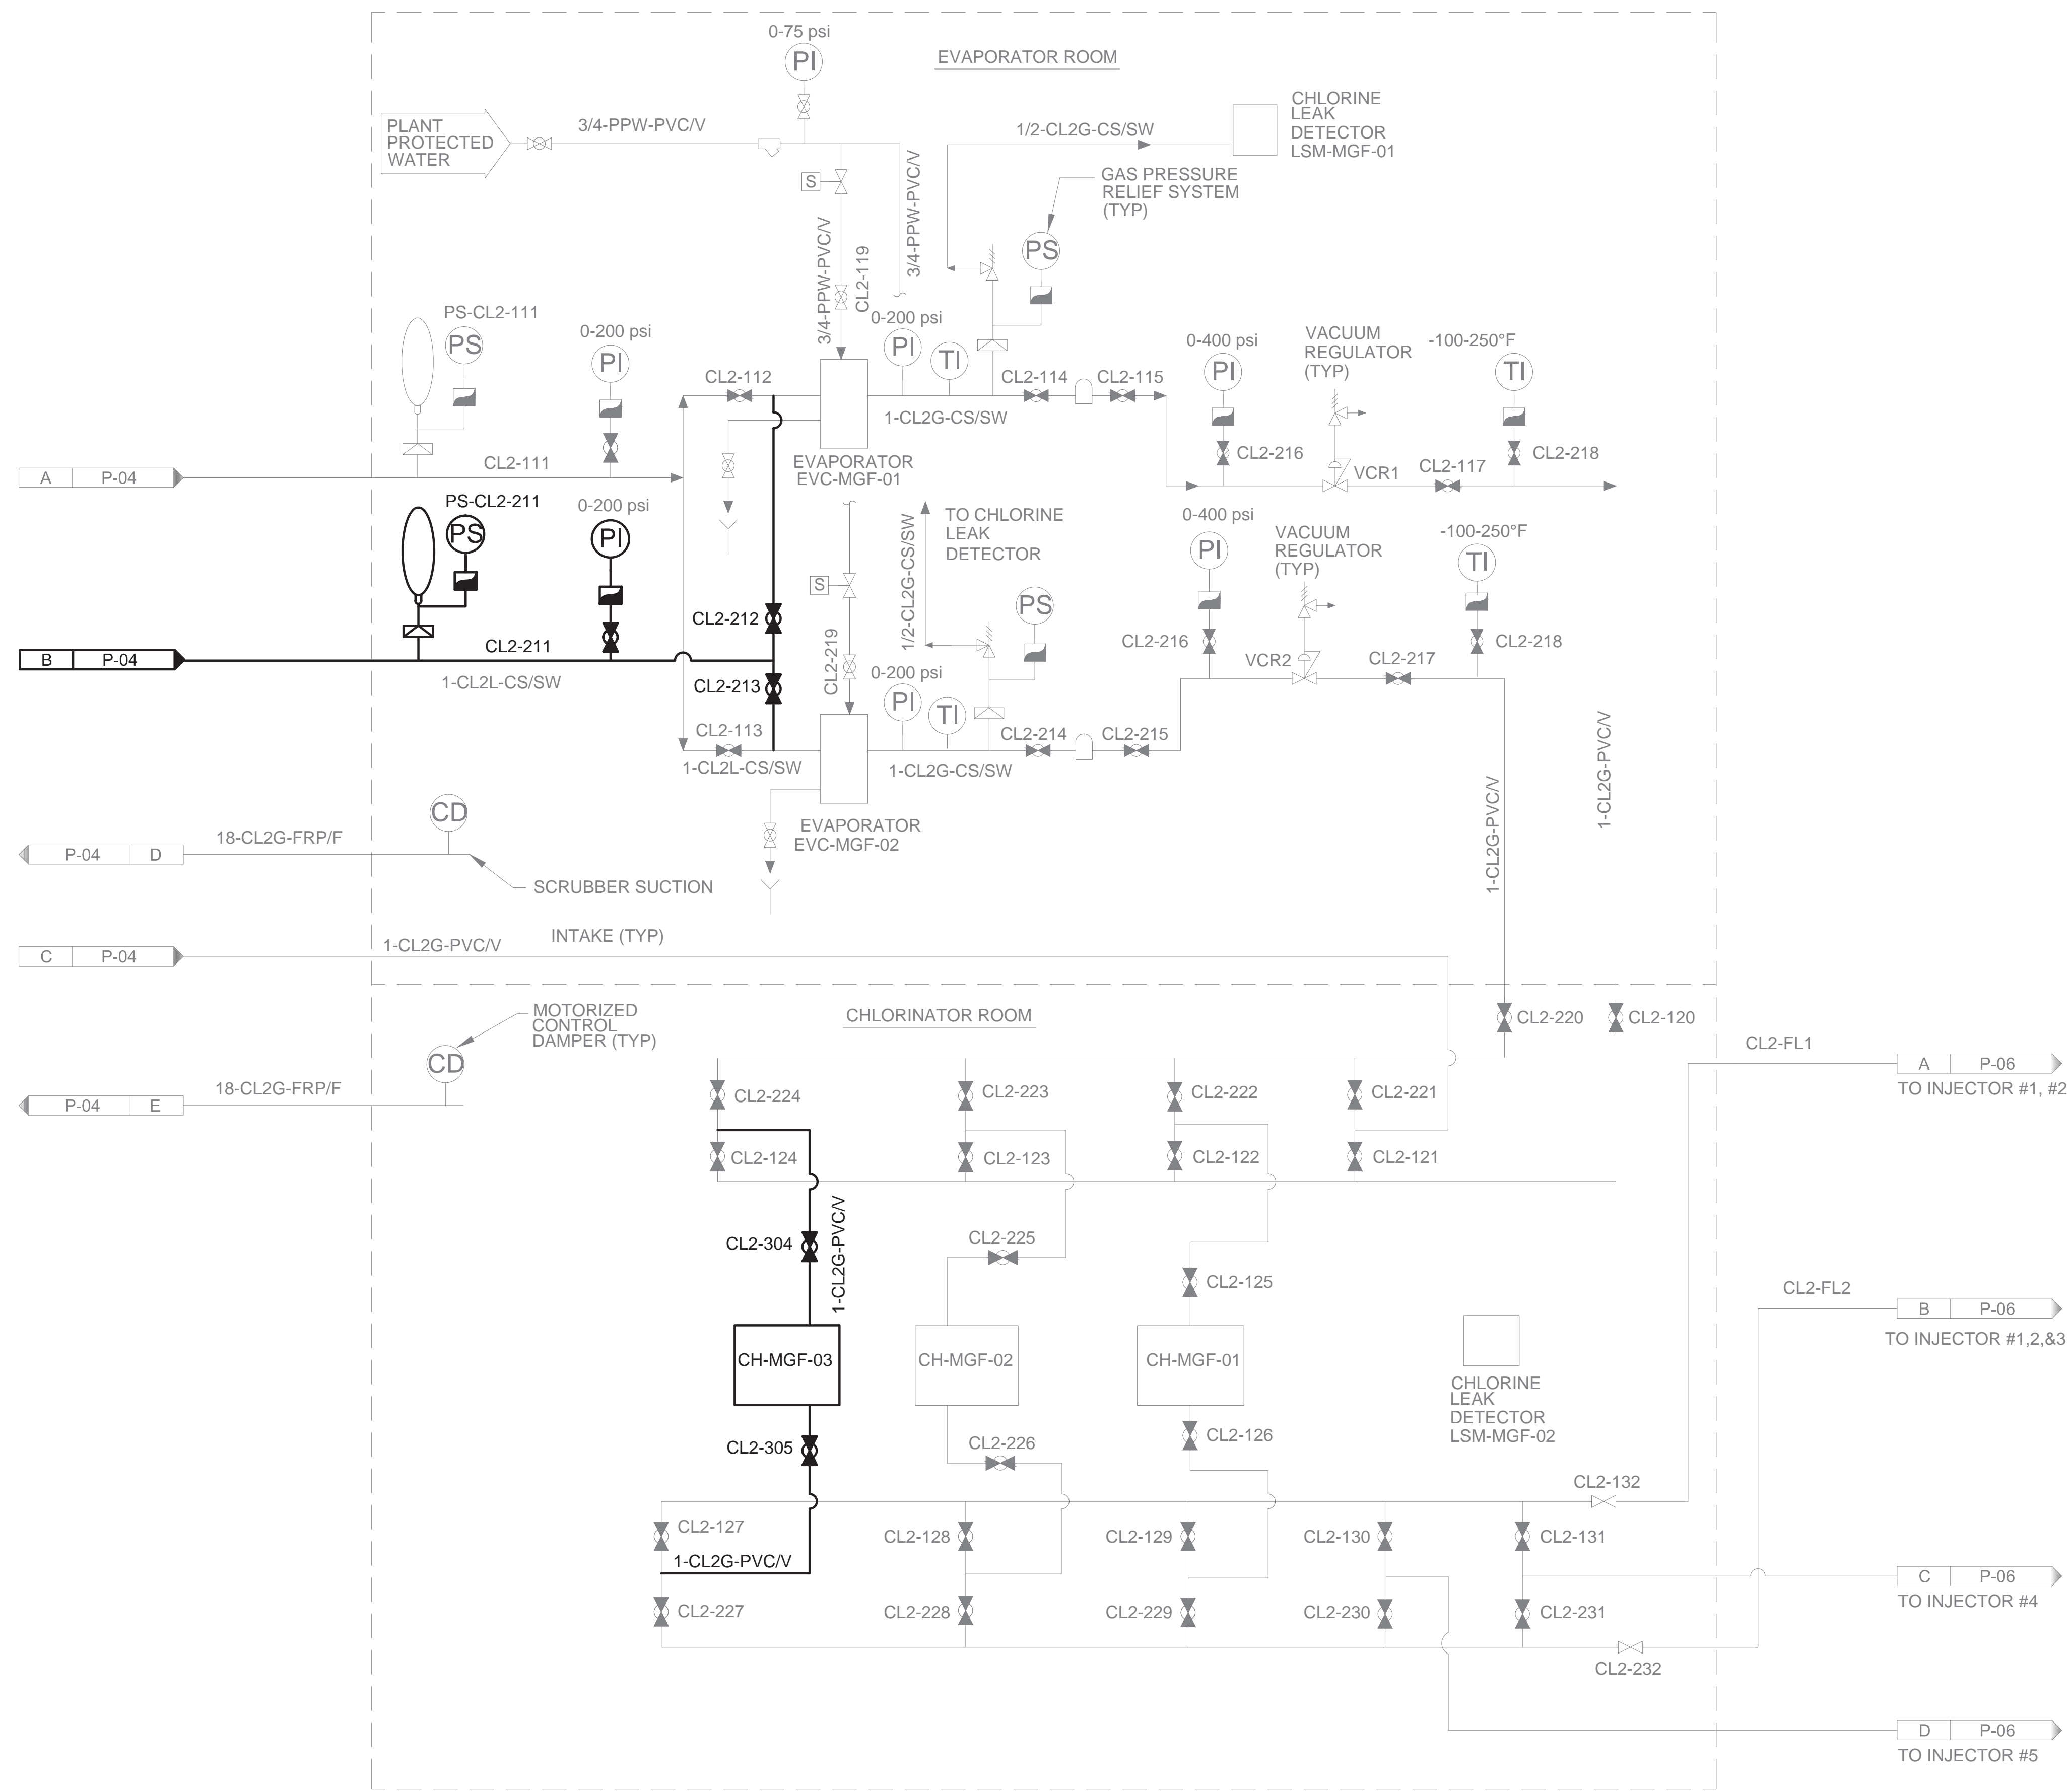 0-75 psi
PI
EVAPORATOR ROOM
PLANT
PROTECTED
WATER
3/4-PPW-PVC/V
S
3/4-PPW-PVC/V
CL2-119
3/4-PPW-PVC/V
1/2-CL2G-CS/SW
CHLORINE
LEAK
DETECTOR
LSM-MGF-01
GAS PRESSURE
RELIEF SYSTEM
(TYP)
PS
PS-CL2-111
PS
0-200 psi
PI
CL2-112
0-200 psi
PI
TI
CL2-114
CL2-115
1-CL2G-CS/SW
0-400 psi
PI
CL2-216
VACUUM
REGULATOR
(TYP)
VCR1
CL2-117
-100-250°F
TI
CL2-218
A P-04
CL2-111
EVAPORATOR
EVC-MGF-01
PS-CL2-211
PS
0-200 psi
PI
TO CHLORINE
LEAK
DETECTOR
1/2-CL2G-CS/SW
S
CL2-219
PS
0-400 psi
PI
CL2-216
VACUUM
REGULATOR
(TYP)
VCR2
CL2-217
-100-250°F
TI
CL2-218
CL2-212
B P-04
CL2-211
1-CL2L-CS/SW
CL2-213
0-200 psi
PI
TI
CL2-113
1-CL2L-CS/SW
CL2-214
CL2-215
1-CL2G-CS/SW
EVAPORATOR
EVC-MGF-02
1-CL2G-PVC/V
1-CL2G-PVC/V
CD
18-CL2G-FRP/F
P-04 D
SCRUBBER SUCTION
INTAKE (TYP)
1-CL2G-PVC/V
C P-04
MOTORIZED
CONTROL
DAMPER (TYP)
CHLORINATOR ROOM
CL2-220
CL2-120
CD
18-CL2G-FRP/F
P-04 E
CL2-FL1
A P-06
TO INJECTOR #1, #2
CL2-224
CL2-223
CL2-222
CL2-221
CL2-124
CL2-123
CL2-122
CL2-121
CL2-304
1-CL2G-PVC/V
CL2-225
CL2-125
CL2-FL2
B P-06
TO INJECTOR #1,2,&3
CH-MGF-03
CH-MGF-02
CH-MGF-01
CHLORINE
LEAK
DETECTOR
LSM-MGF-02
CL2-305
CL2-226
CL2-126
CL2-132
CL2-127
CL2-128
CL2-129
CL2-130
CL2-131
1-CL2G-PVC/V
C P-06
TO INJECTOR #4
CL2-227
CL2-228
CL2-229
CL2-230
CL2-231
CL2-232
D P-06
TO INJECTOR #5